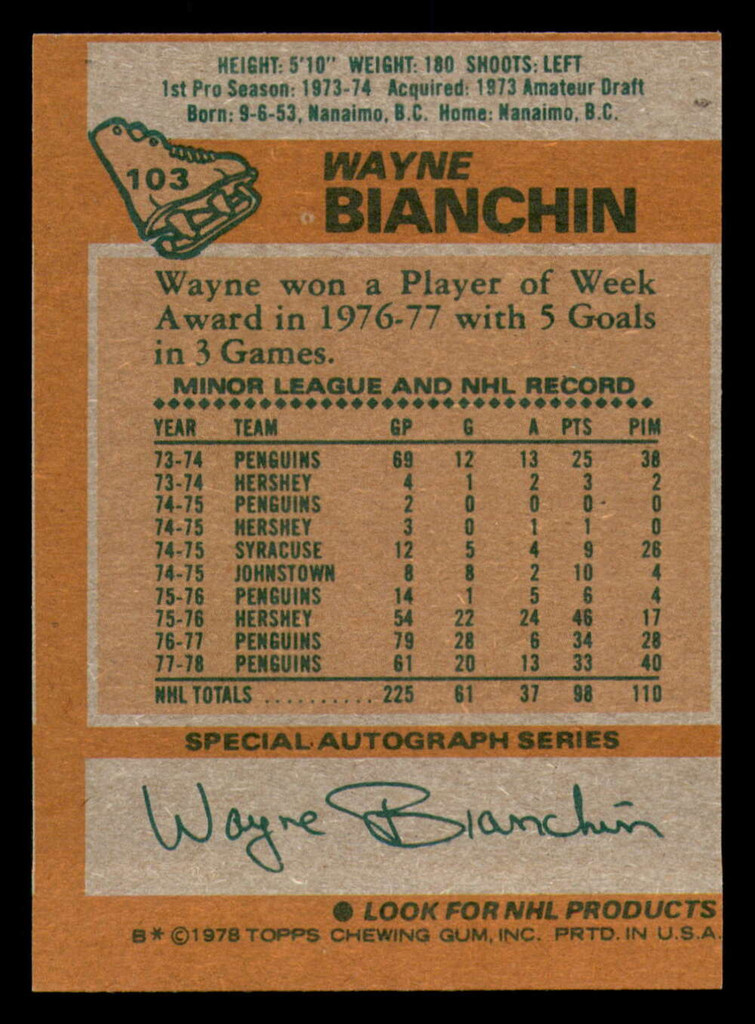 HEIGHT: 5'10" WEIGHT: 180 SHOOTS: LEFT
1st Pro Season: 1973-74 Acquired: 1973 Amateur Draft
Born: 9-6-53, Nanaimo, B.C. Home: Nanaimo, B.C.
103
WAYNE
BIANCHIN
Wayne won a Player of Week
Award in 1976-77 with 5 Goals
in 3 Games.
MINOR LEAGUE AND NHL RECORD
YEAR TEAM GP G A PTS PIM
73-74 PENGUINS 69 12 13 25 38
73-74 HERSHEY 4 1 2 3 2
74-75 PENGUINS 2 0 0 0 0
74-75 HERSHEY 3 0 1 1 0
74-75 SYRACUSE 12 5 4 9 26
74-75 JOHNSTOWN 8 8 2 10 4
75-76 PENGUINS 14 1 5 6 4
75-76 HERSHEY 54 22 24 46 17
76-77 PENGUINS 79 28 6 34 28
77-78 PENGUINS 61 20 13 33 40
NHL TOTALS .......... 225 61 37 98 110
SPECIAL AUTOGRAPH SERIES
Wayne Bianchin
● LOOK FOR NHL PRODUCTS
B* ©1978 TOPPS CHEWING GUM, INC. PRTD. IN U.S.A.